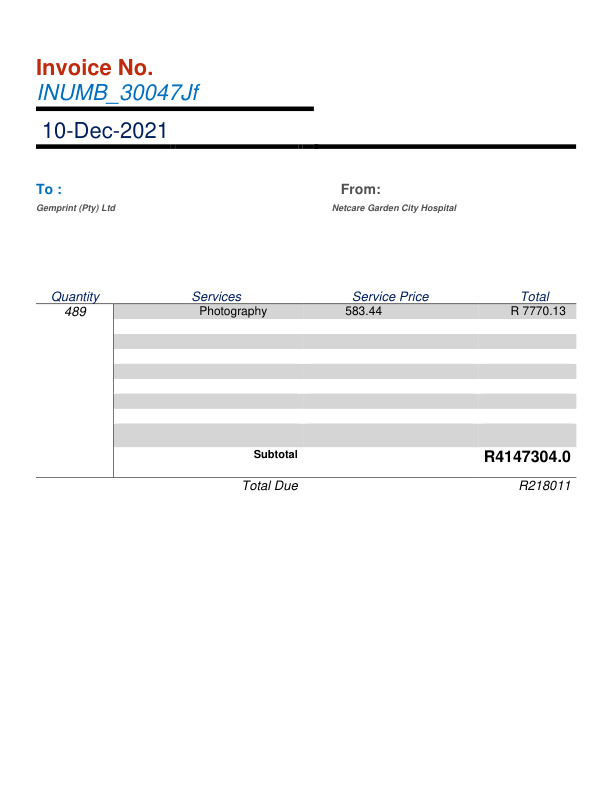 Invoice No.
INUMB_30047Jf
10-Dec-2021
To : From:
Gemprint (Pty) Ltd Netcare Garden City Hospital
Quantity Services Service Price Total
489 Photography 583.44 R 7770.13
Subtotal R4147304.0
Total Due R218011